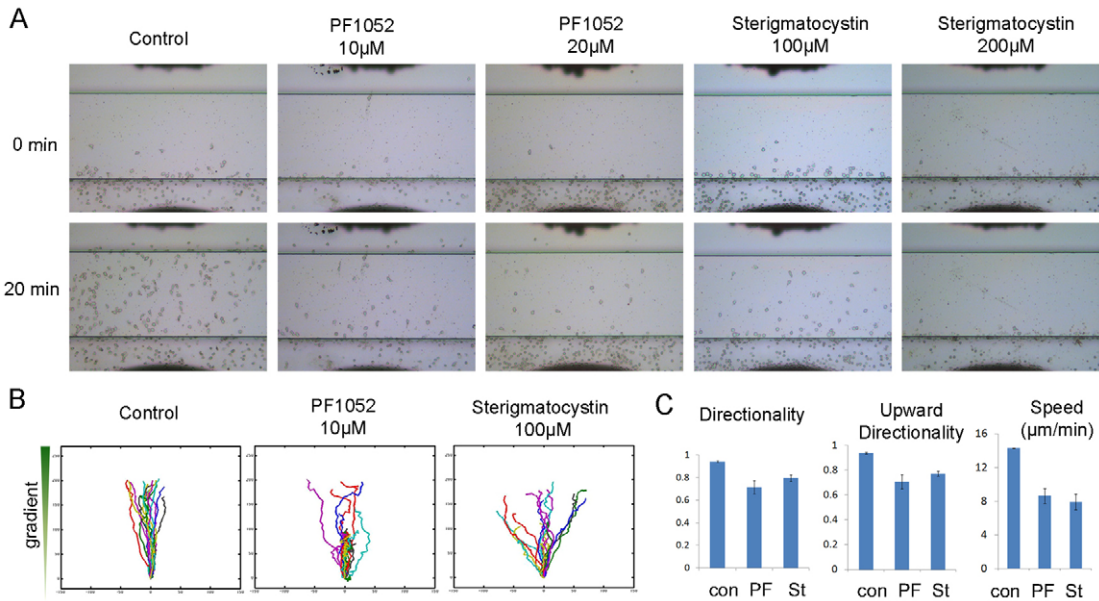 A
Control
PF1052
10µM
PF1052
20µM
Sterigmatocystin
100µM
Sterigmatocystin
200µM
0 min
20 min
B
Control
PF1052
10µM
Sterigmatocystin
100µM
gradient
C
Directionality
1
0.8
0.6
0.4
0.2
0
con PF St
Upward
Directionality
1
0.8
0.6
0.4
0.2
0
con PF St
Speed
(µm/min)
16
12
8
4
0
con PF St